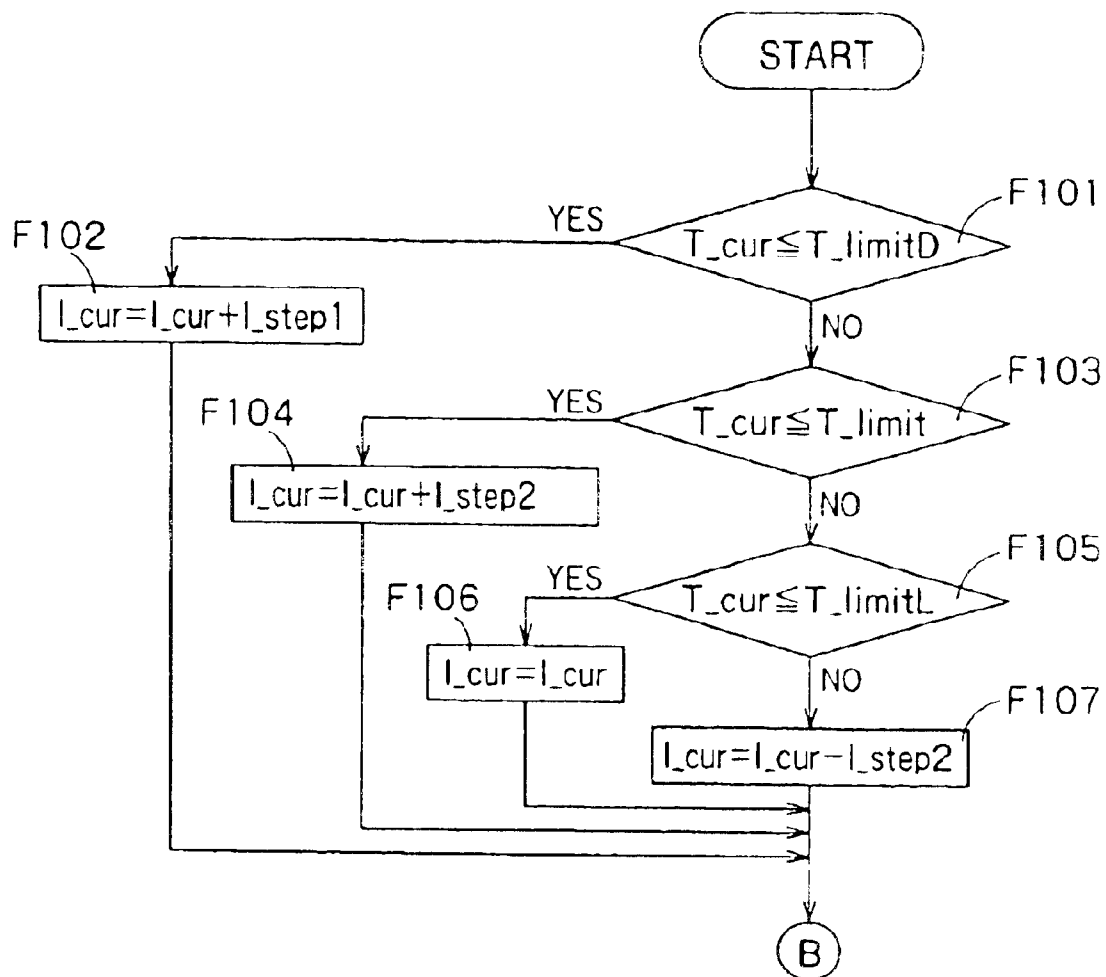 START
F101
T_cur≦T_limitD
YES
NO
F102
I_cur=I_cur+I_step1
F103
T_cur≦T_limit
YES
NO
F104
I_cur=I_cur+I_step2
F105
T_cur≦T_limitL
YES
NO
F106
I_cur=I_cur
F107
I_cur=I_cur-I_step2
B